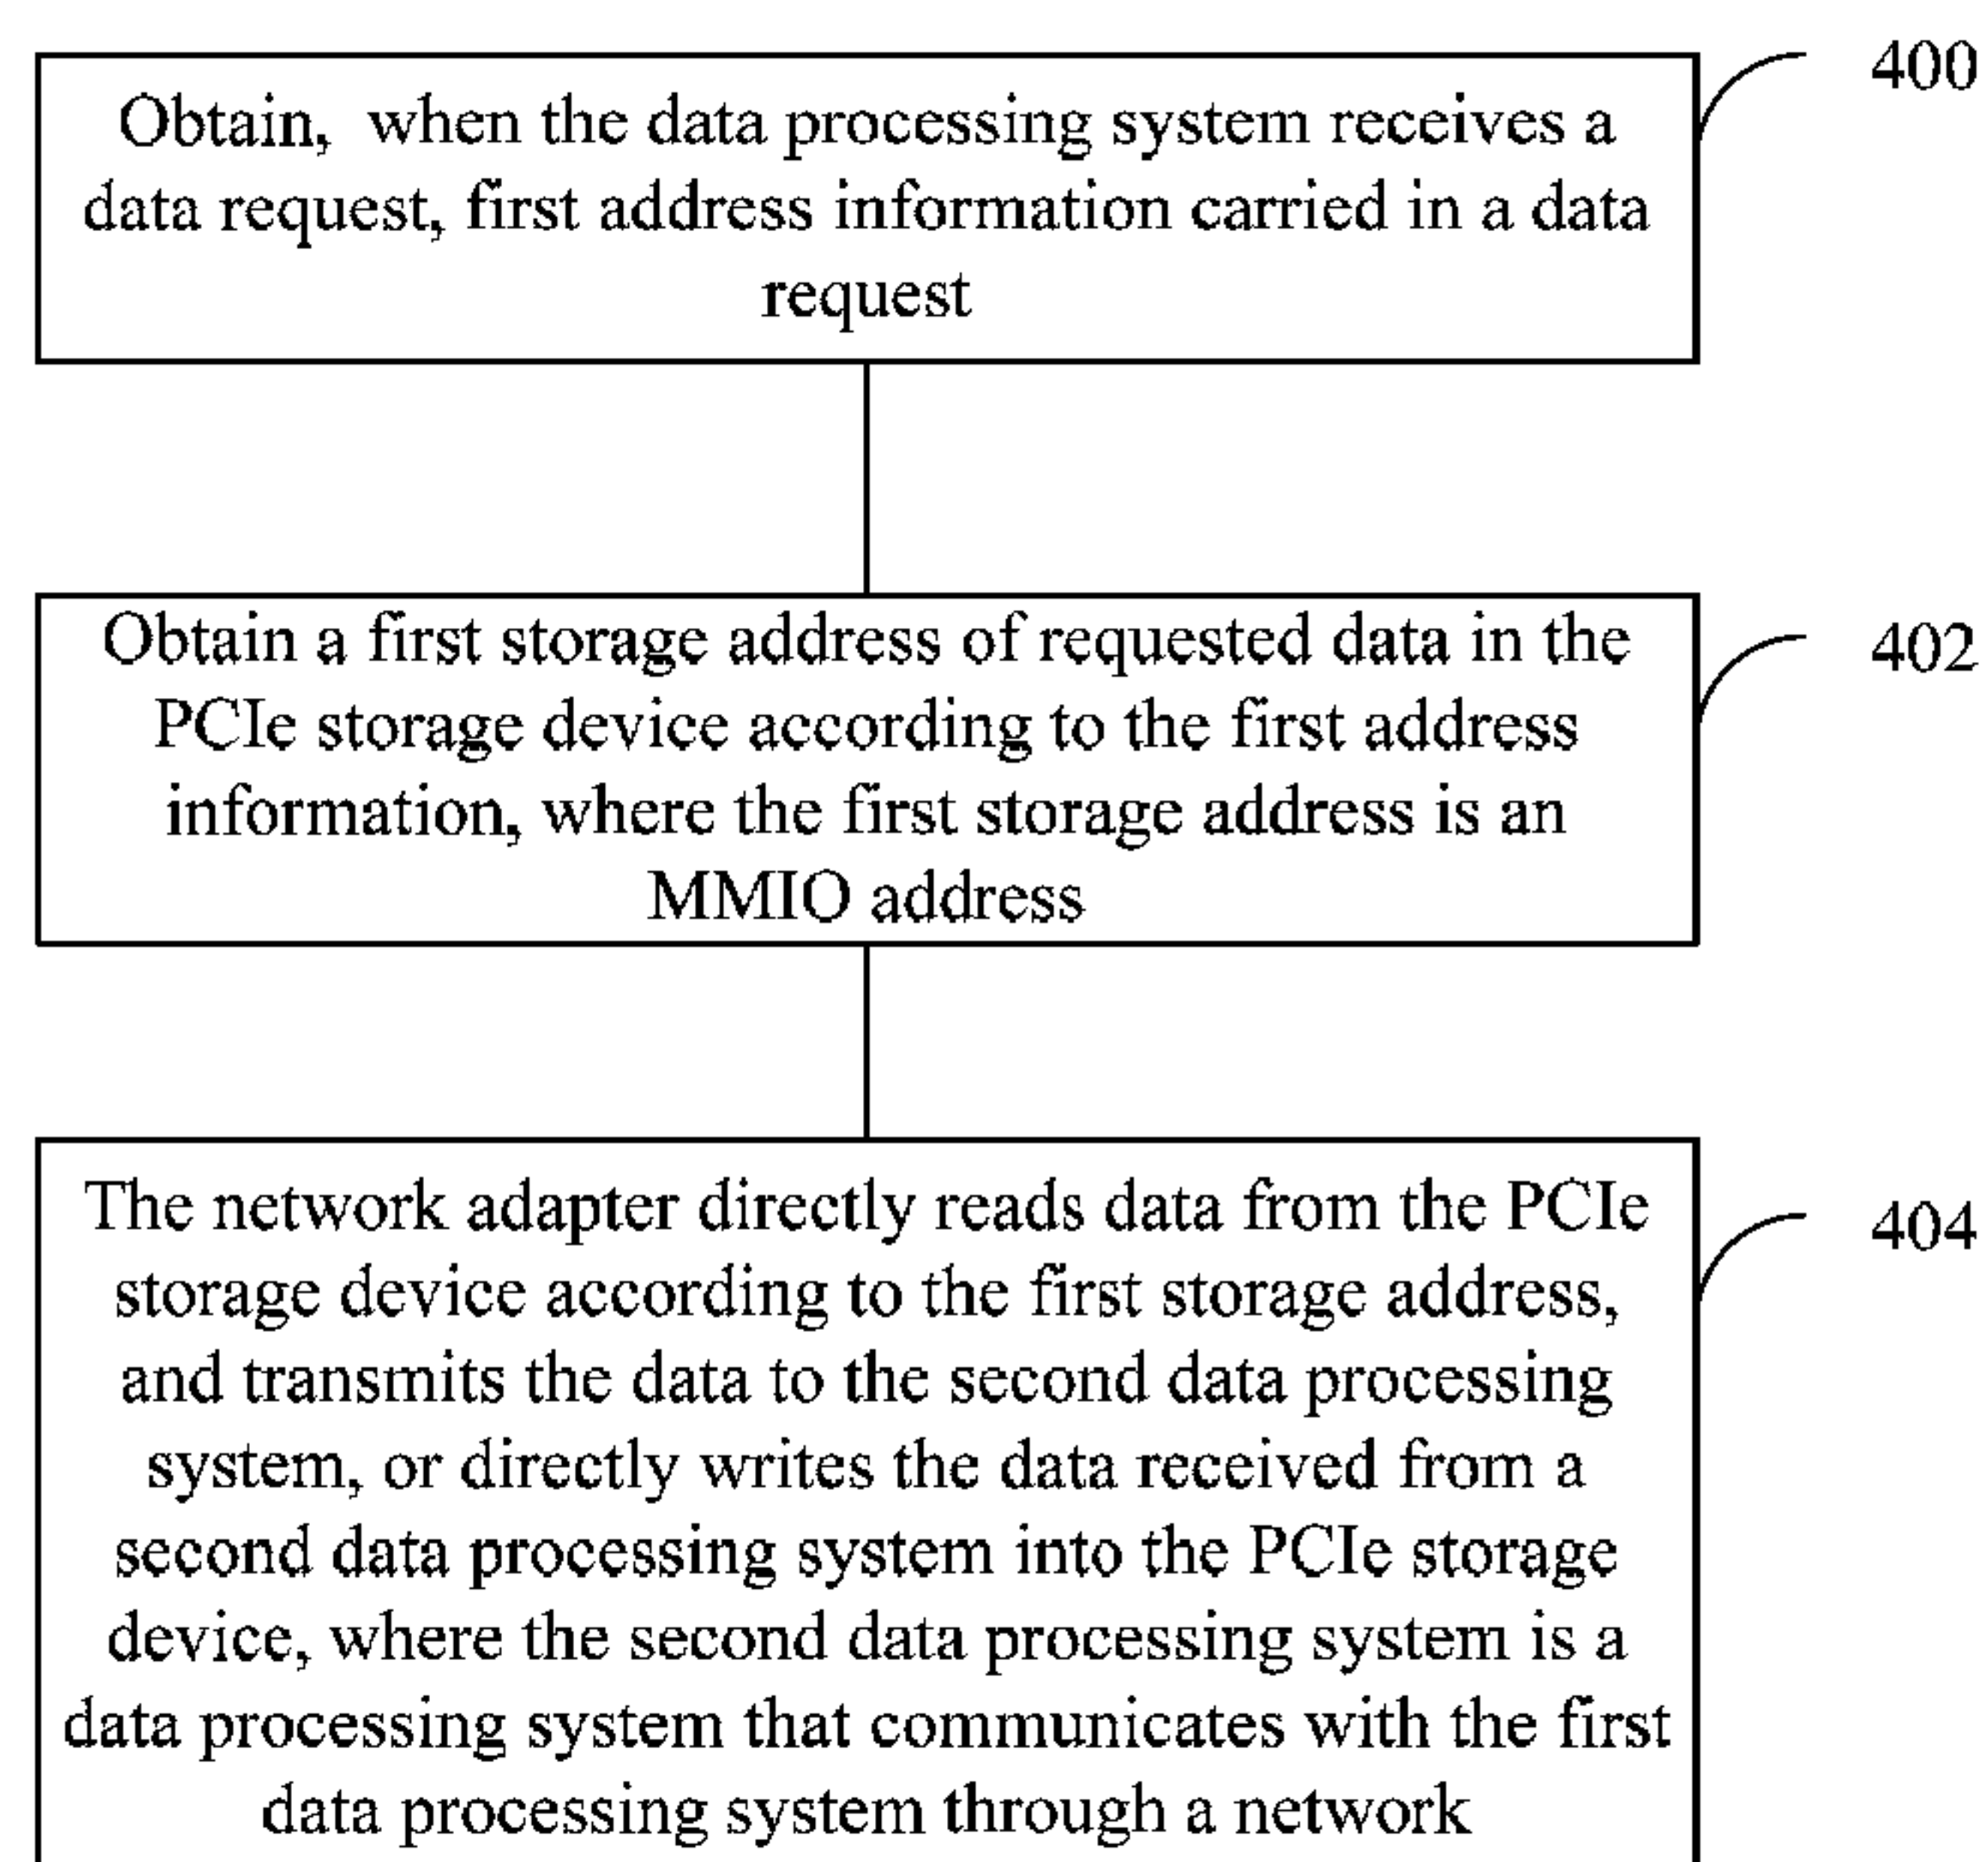 400
Obtain, when the data processing system receives a
data request, first address information carried in a data
request
402
Obtain a first storage address of requested data in the
PCIe storage device according to the first address
information, where the first storage address is an
MMIO address
404
The network adapter directly reads data from the PCIe
storage device according to the first storage address,
and transmits the data to the second data processing
system, or directly writes the data received from a
second data processing system into the PCIe storage
device, where the second data processing system is a
data processing system that communicates with the first
data processing system through a network